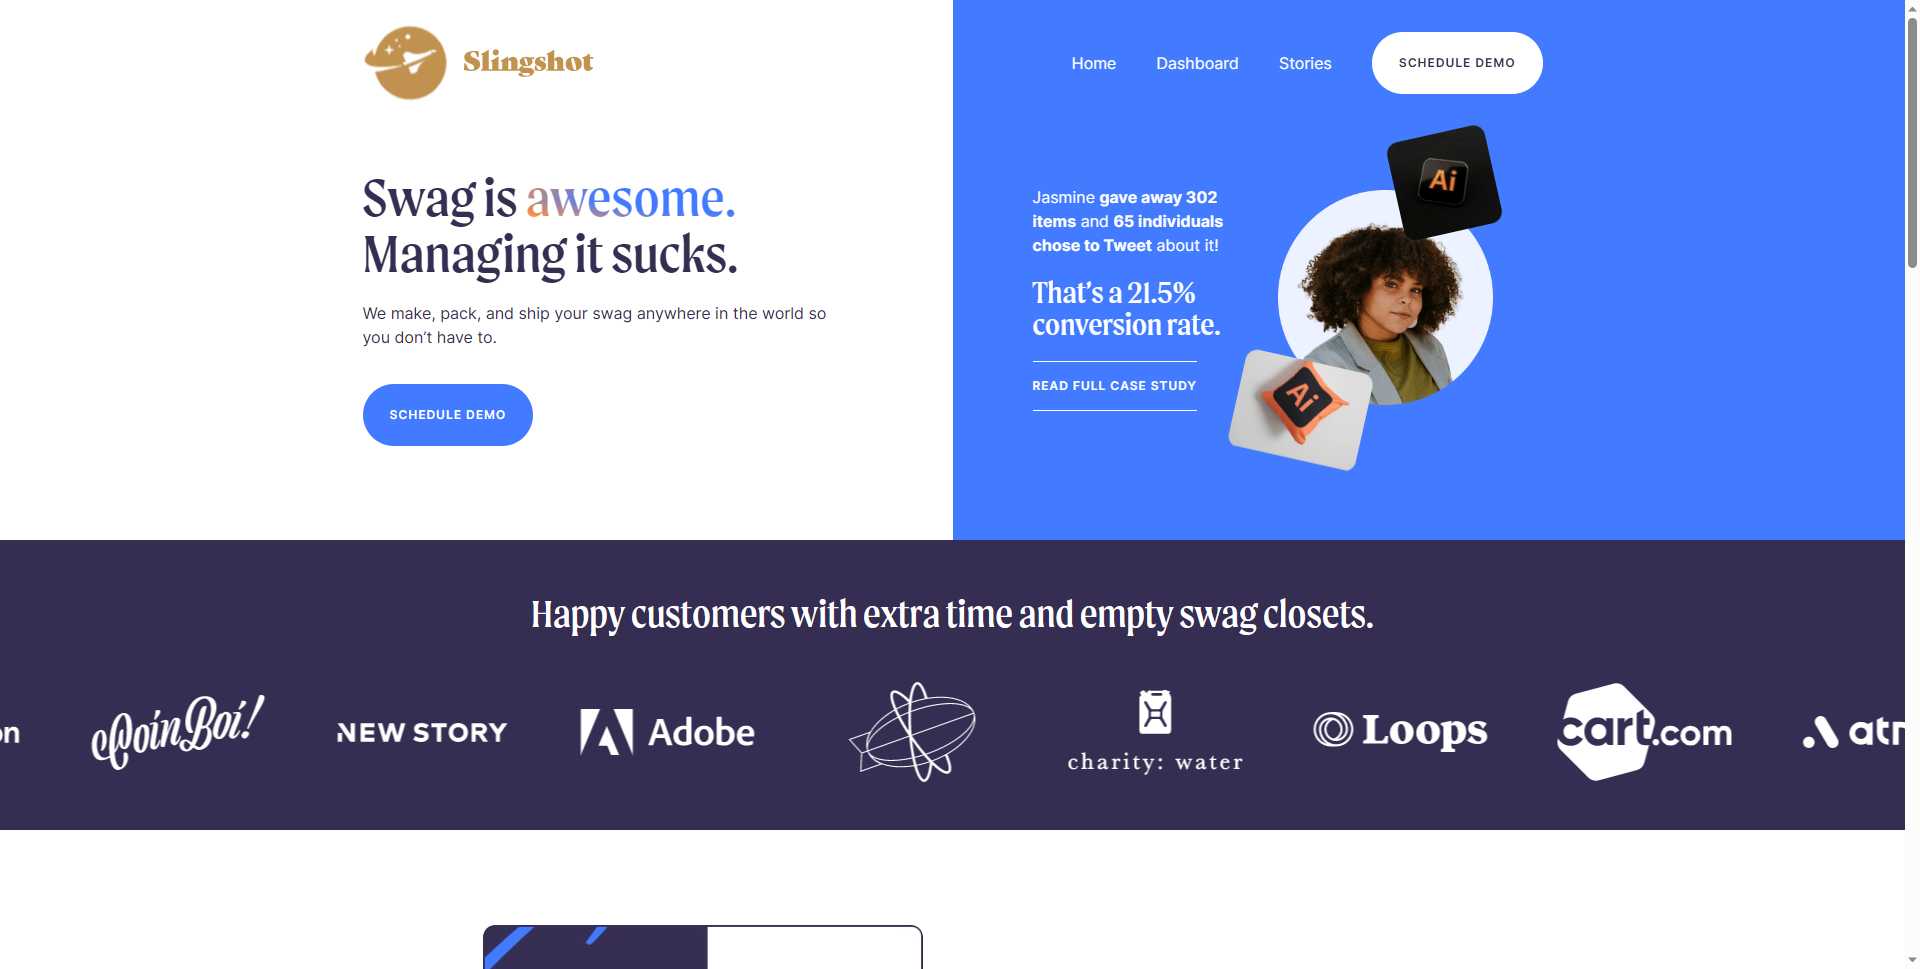 Slingshot
Home
Dashboard
Stories
SCHEDULE DEMO
Swag is awesome.
Managing it sucks.
We make, pack, and ship your swag anywhere in the world so
you don’t have to.
SCHEDULE DEMO
Jasmine gave away 302
items and 65 individuals
chose to Tweet about it!
That’s a 21.5%
conversion rate.
READ FULL CASE STUDY
Ai
Ai
Happy customers with extra time and empty swag closets.
on
CoinBoi!
NEW STORY
Adobe
charity: water
Loops
cart.com
atm